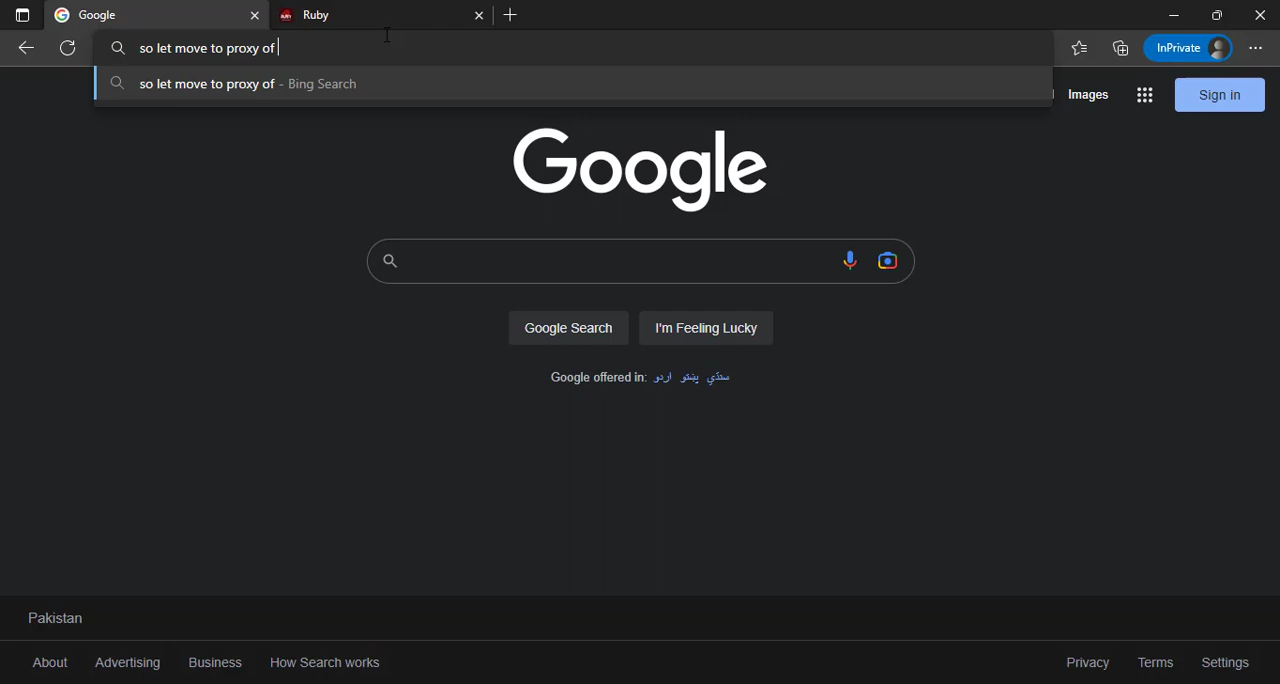 Google
Ruby
so let move to proxy of
InPrivate
so let move to proxy of - Bing Search
Images
Sign in
Google
Google Search
I'm Feeling Lucky
Google offered in: اردو پښتو سنڌي
Pakistan
About
Advertising
Business
How Search works
Privacy
Terms
Settings